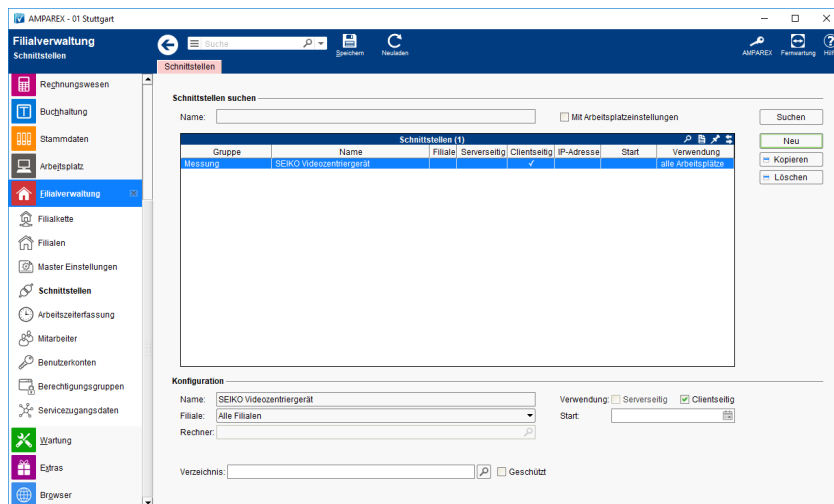 AMPAREX - 01 Stuttgart
Filialverwaltung
Schnittstellen
Suche
Speichern
Neuladen
AMPAREX
Fernwartung
Schnittstellen
Rechnungswesen
Buchhaltung
Stammdaten
Arbeitsplatz
Filialverwaltung
Filialkette
Filialen
Master Einstellungen
Schnittstellen
Arbeitszeiterfassung
Mitarbeiter
Benutzerkonten
Berechtigungsgruppen
Servicezugangsdaten
Wartung
Extras
Browser
Schnittstellen suchen
Name:
Mit Arbeitsplatzeinstellungen
Suchen
Neu
Kopieren
Löschen
Schnittstellen (1)
Gruppe Name Filiale Serverseitig Clientseitig IP-Adresse Start Verwendung
Messung SEIKO Videozentriergerät ✓ alle Arbeitsplätze
Konfiguration
Name: SEIKO Videozentriergerät Verwendung: Serverseitig Clientseitig
Filiale: Alle Filialen Start:
Rechner:
Verzeichnis: Geschützt